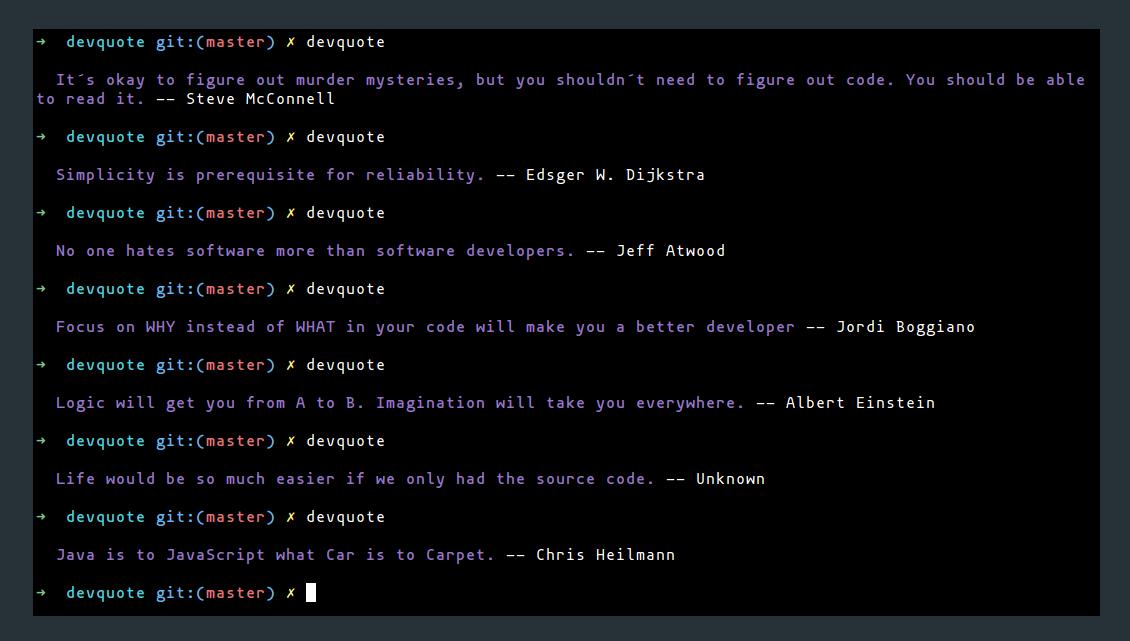 ➜  devquote git:(master) ✗ devquote
It´s okay to figure out murder mysteries, but you shouldn´t need to figure out code. You should be able
to read it. -- Steve McConnell
➜  devquote git:(master) ✗ devquote
Simplicity is prerequisite for reliability. -- Edsger W. Dijkstra
➜  devquote git:(master) ✗ devquote
No one hates software more than software developers. -- Jeff Atwood
➜  devquote git:(master) ✗ devquote
Focus on WHY instead of WHAT in your code will make you a better developer -- Jordi Boggiano
➜  devquote git:(master) ✗ devquote
Logic will get you from A to B. Imagination will take you everywhere. -- Albert Einstein
➜  devquote git:(master) ✗ devquote
Life would be so much easier if we only had the source code. -- Unknown
➜  devquote git:(master) ✗ devquote
Java is to JavaScript what Car is to Carpet. -- Chris Heilmann
➜  devquote git:(master) ✗